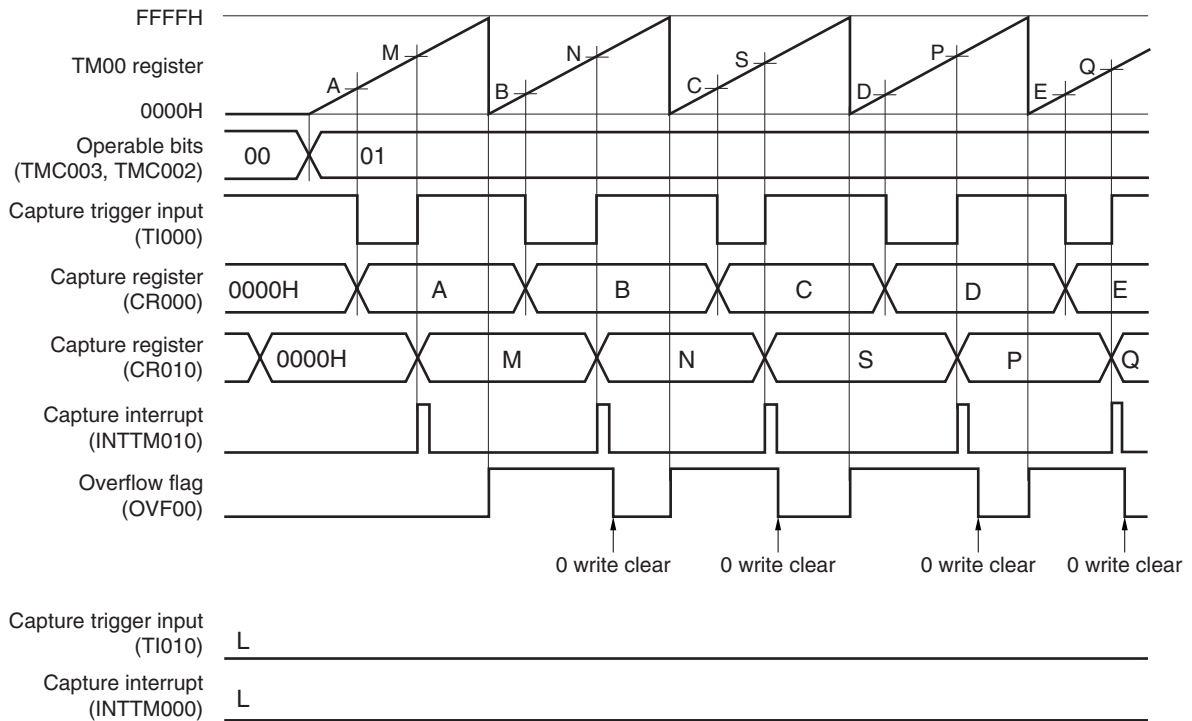 FFFFH
TM00 register
0000H
A M B N C S D P E Q
Operable bits
(TMC003, TMC002)
00 01
Capture trigger input
(TI000)
Capture register
(CR000)
0000H A B C D E
Capture register
(CR010)
0000H M N S P Q
Capture interrupt
(INTTM010)
Overflow flag
(OVF00)
0 write clear 0 write clear 0 write clear 0 write clear
Capture trigger input
(TI010)
L
Capture interrupt
(INTTM000)
L